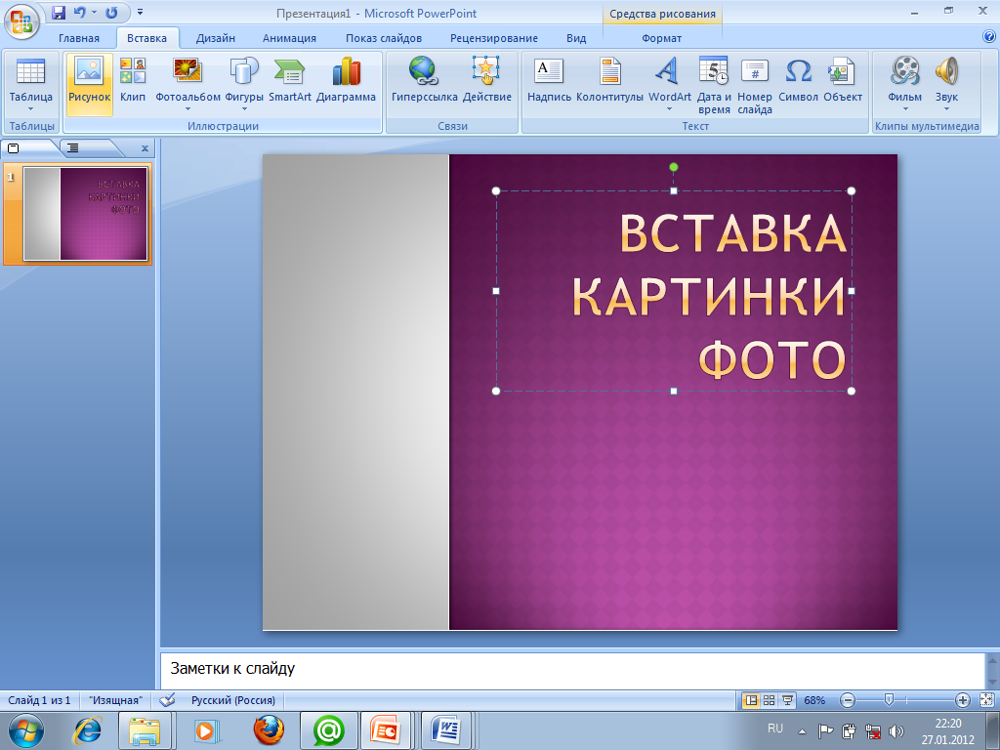 Презентация1 - Microsoft PowerPoint
Средства рисования
Главная Вставка Дизайн Анимация Показ слайдов Рецензирование Вид Формат
Таблица Рисунок Клип Фотоальбом Фигуры SmartArt Диаграмма Гиперссылка Действие Надпись Колонтитулы WordArt Дата и время Номер слайда Символ Объект Фильм Звук
Таблицы Иллюстрации Связи Текст Клипы мультимедиа
1
ВСТАВКА
КАРТИНКИ
ФОТО
ВСТАВКА
КАРТИНКИ
ФОТО
Заметки к слайду
Слайд 1 из 1 "Изящная" Русский (Россия) 68%
RU 22:20
27.01.2012